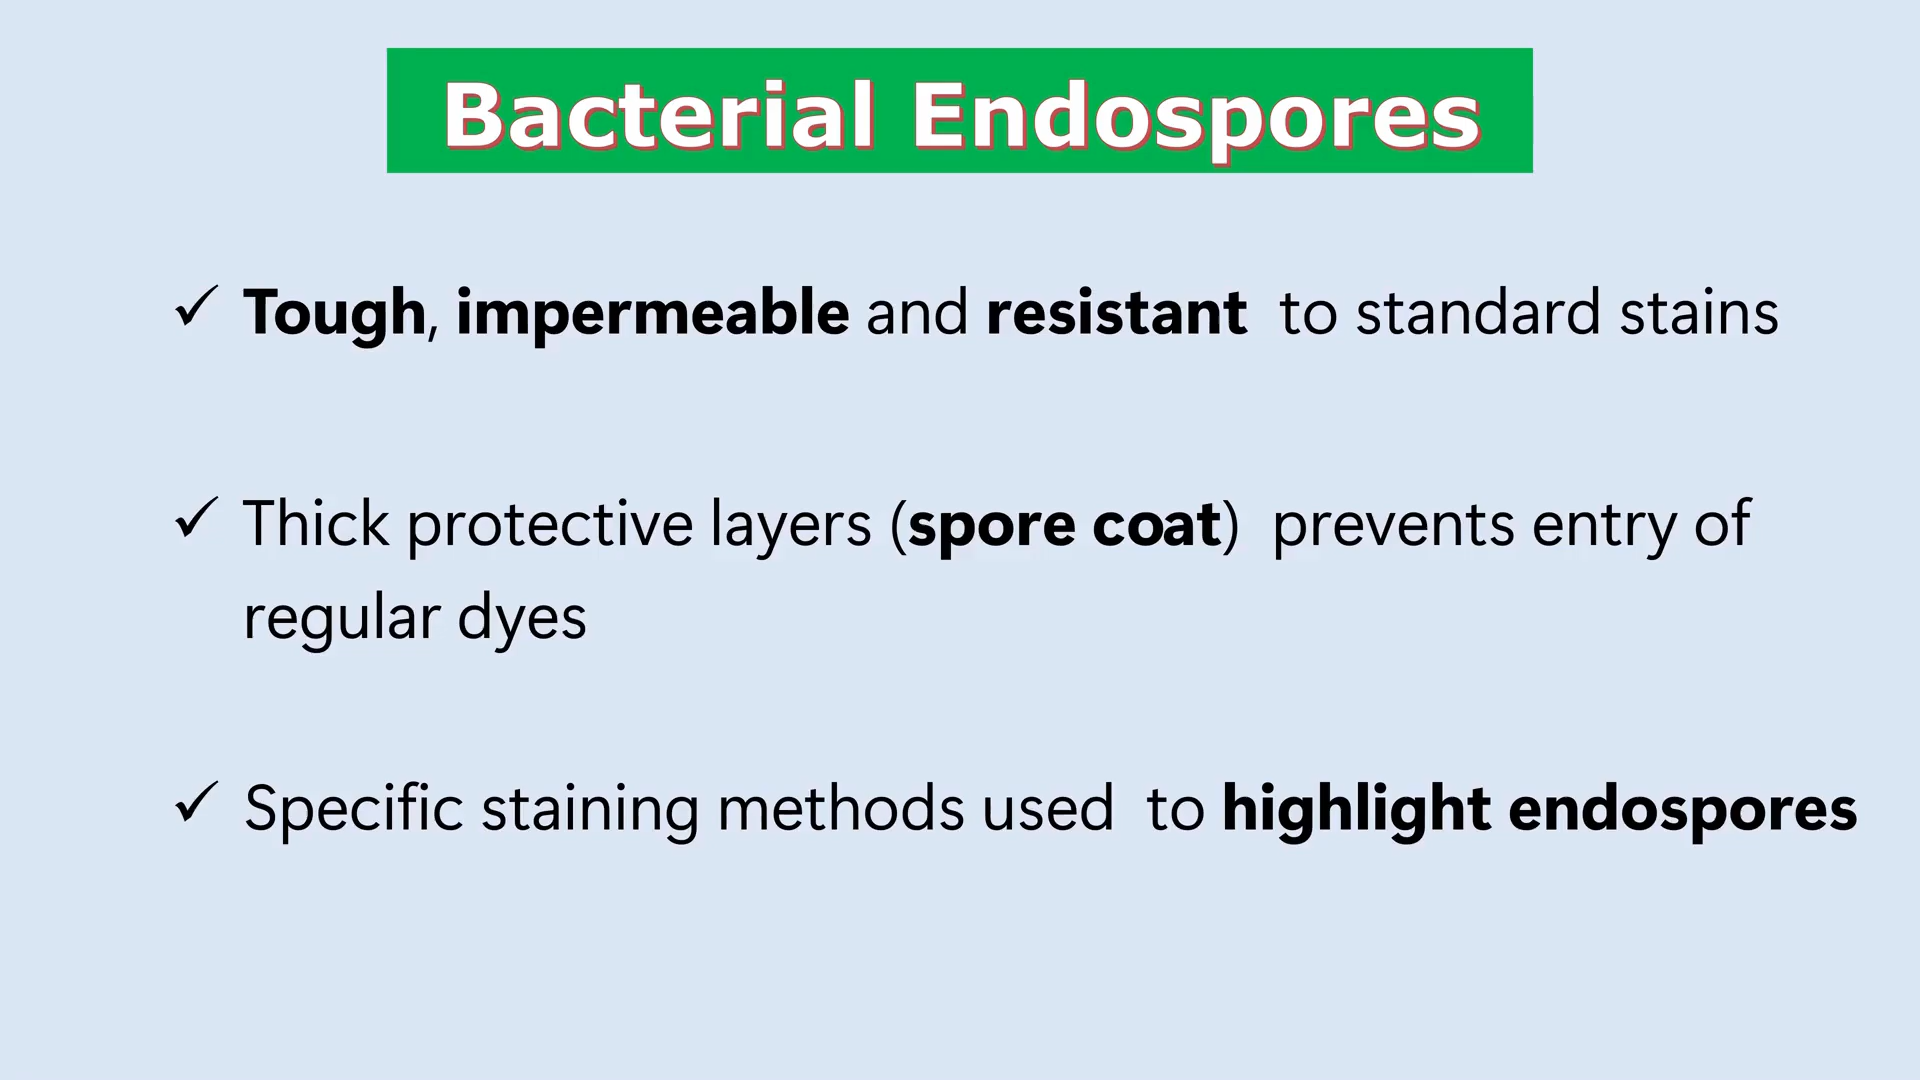 Bacterial Endospores
✓ Tough, impermeable and resistant to standard stains
✓ Thick protective layers (spore coat) prevents entry of
regular dyes
✓ Specific staining methods used to highlight endospores